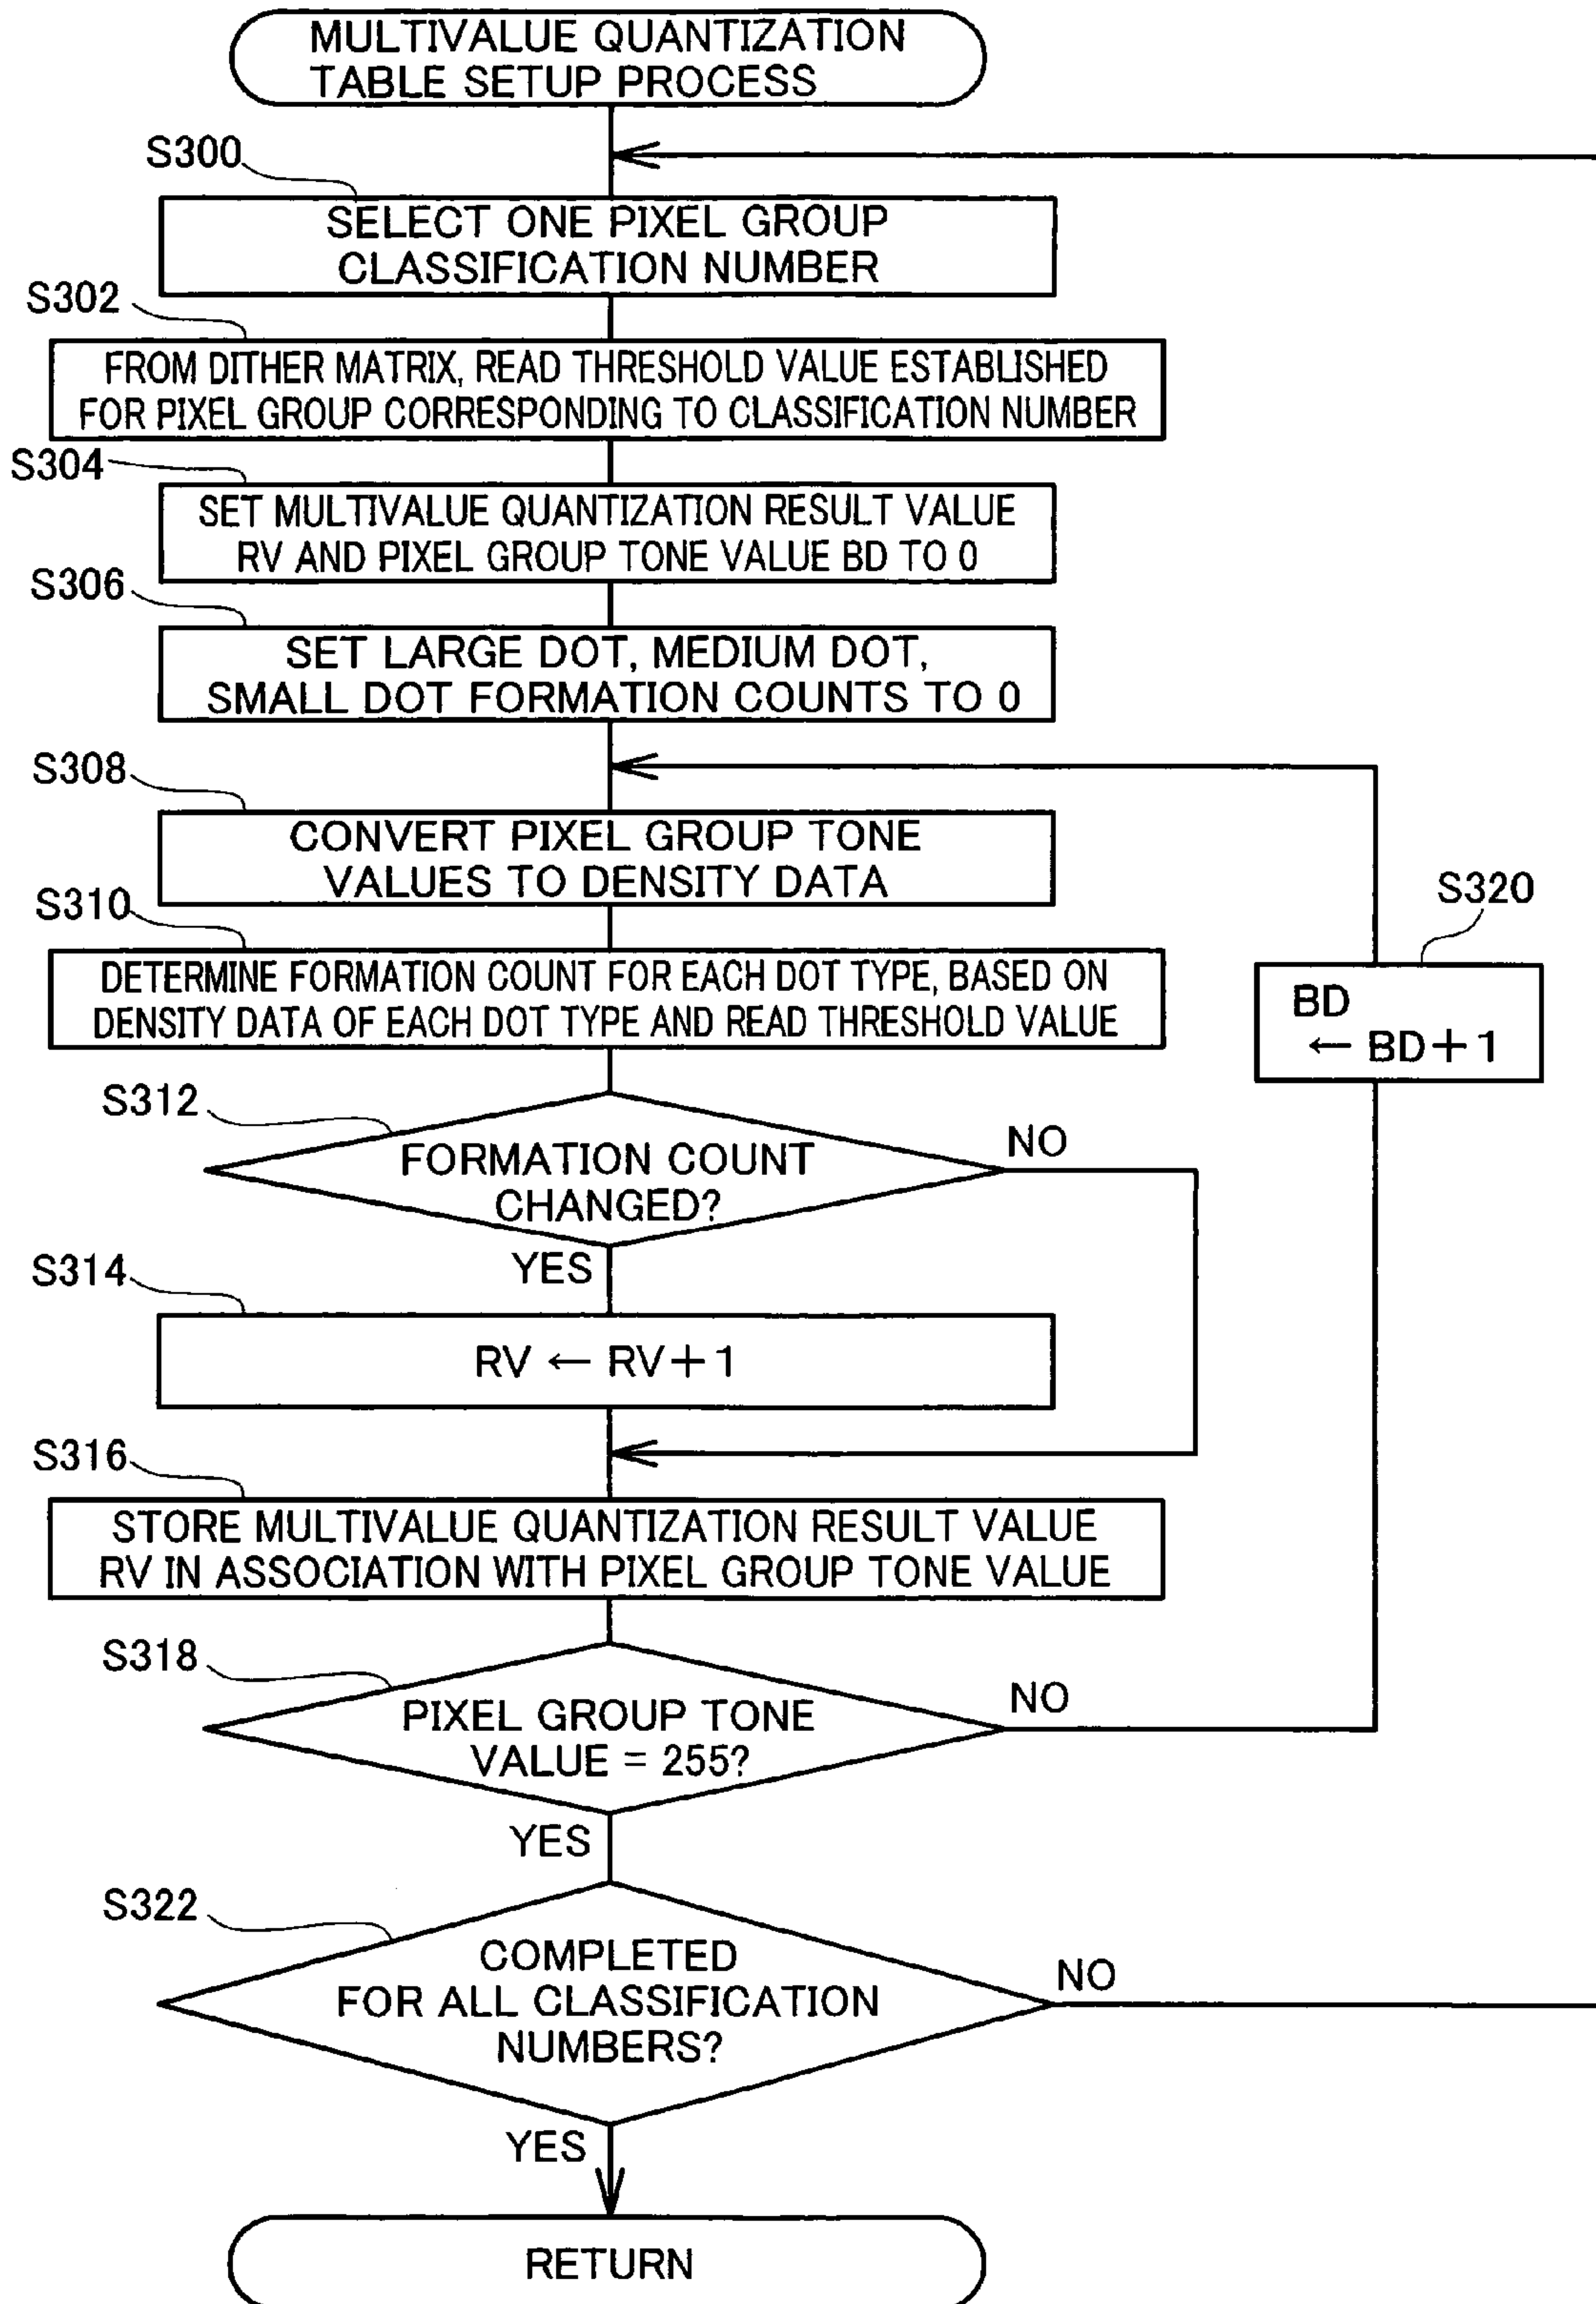 MULTIVALUE QUANTIZATION
TABLE SETUP PROCESS
S300
SELECT ONE PIXEL GROUP
CLASSIFICATION NUMBER
S302
FROM DITHER MATRIX, READ THRESHOLD VALUE ESTABLISHED
FOR PIXEL GROUP CORRESPONDING TO CLASSIFICATION NUMBER
S304
SET MULTIVALUE QUANTIZATION RESULT VALUE
RV AND PIXEL GROUP TONE VALUE BD TO 0
S306
SET LARGE DOT, MEDIUM DOT,
SMALL DOT FORMATION COUNTS TO 0
S308
CONVERT PIXEL GROUP TONE
VALUES TO DENSITY DATA
S310
DETERMINE FORMATION COUNT FOR EACH DOT TYPE, BASED ON
DENSITY DATA OF EACH DOT TYPE AND READ THRESHOLD VALUE
S320
BD
← BD+1
S312
FORMATION COUNT
CHANGED?
NO
YES
S314
RV ← RV+1
S316
STORE MULTIVALUE QUANTIZATION RESULT VALUE
RV IN ASSOCIATION WITH PIXEL GROUP TONE VALUE
S318
PIXEL GROUP TONE
VALUE = 255?
NO
YES
S322
COMPLETED
FOR ALL CLASSIFICATION
NUMBERS?
NO
YES
RETURN